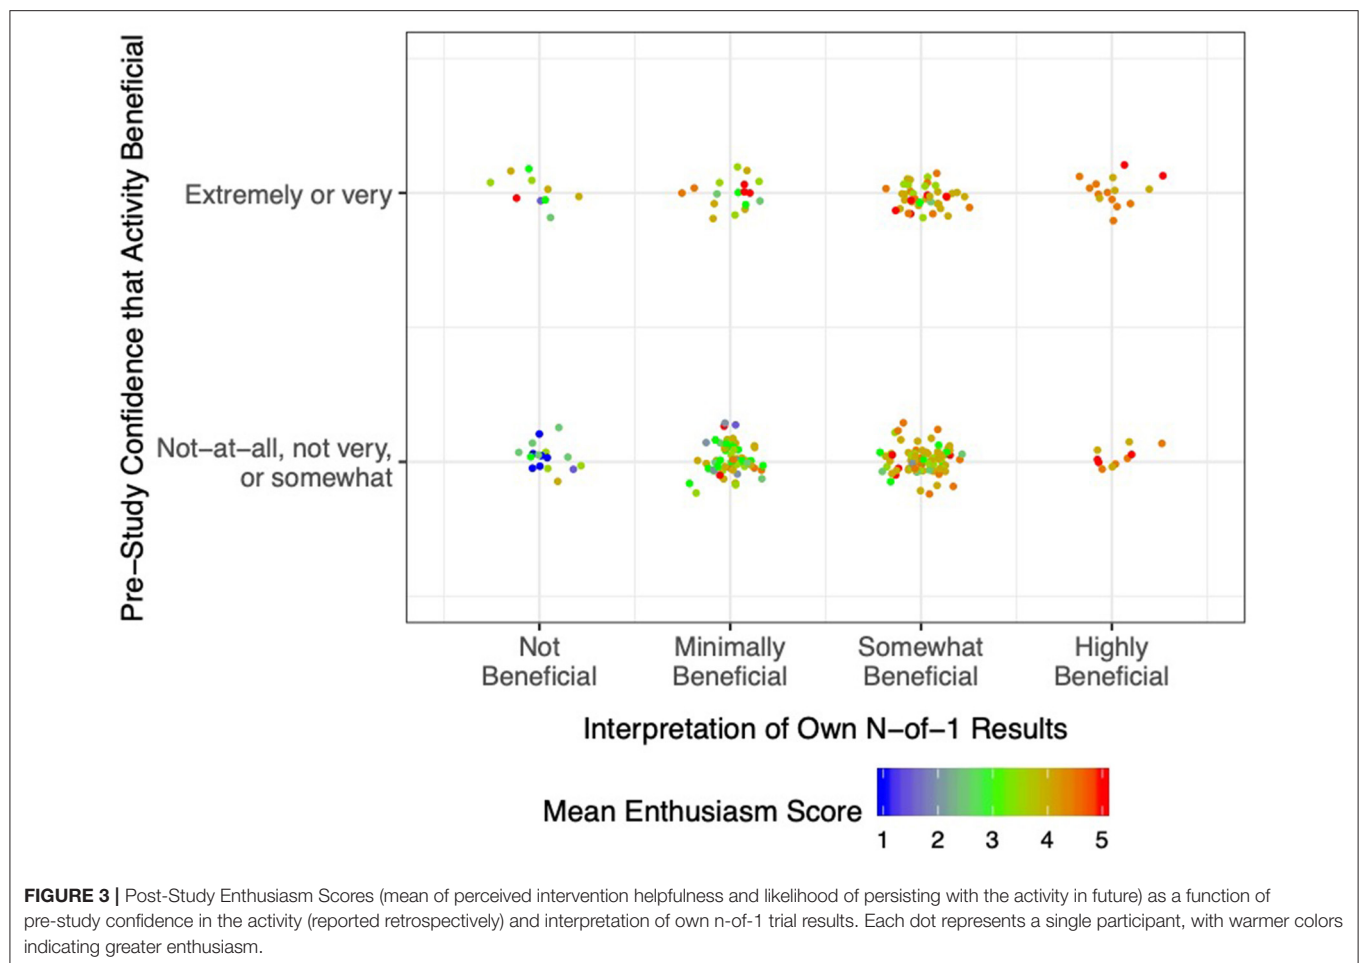 Pre–Study Confidence that Activity Beneficial
Extremely or very
Not–at–all, not very,
or somewhat
Not
Beneficial
Minimally
Beneficial
Somewhat
Beneficial
Highly
Beneficial
Interpretation of Own N–of–1 Results
Mean Enthusiasm Score
1 2 3 4 5
FIGURE 3 | Post-Study Enthusiasm Scores (mean of perceived intervention helpfulness and likelihood of persisting with the activity in future) as a function of
pre-study confidence in the activity (reported retrospectively) and interpretation of own n-of-1 trial results. Each dot represents a single participant, with warmer colors
indicating greater enthusiasm.